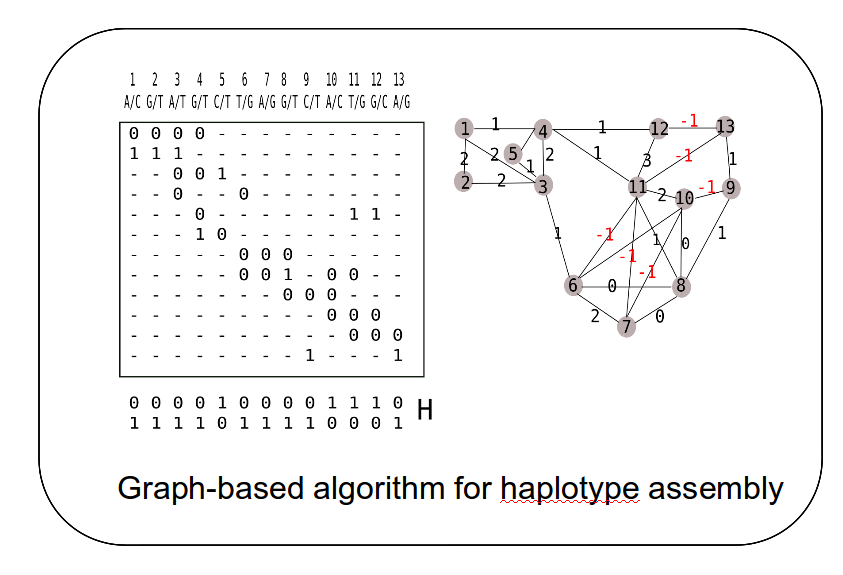 1 2 3 4 5 6 7 8 9 10 11 12 13
A/C G/T A/T G/T C/T T/G A/G G/T C/T A/C T/G G/C A/G
0 0 0 0 - - - - - - - - -
1 1 1 - - - - - - - - - -
- - 0 0 1 - - - - - - - -
- - 0 - - 0 - - - - - - -
- - - 0 - - - - - - 1 1 -
- - - 1 0 - - - - - - - -
- - - - - 0 0 0 - - - - -
- - - - - 0 0 1 - 0 0 - -
- - - - - - - 0 0 0 - - -
- - - - - - - - - 0 0 0 -
- - - - - - - - - - 0 0 0
- - - - - - - - 1 - - - 1
0 0 0 0 1 0 0 0 0 1 1 1 0
1 1 1 1 0 1 1 1 1 0 0 0 1
H
1 1 4 1 12 -1 13
2 2 5 1 2 1 3 -1 1
2 2 3 11 2 10 -1 9
1 -1 1 0 1
-1 -1
6 0 8
2 7 0
Graph-based algorithm for haplotype assembly